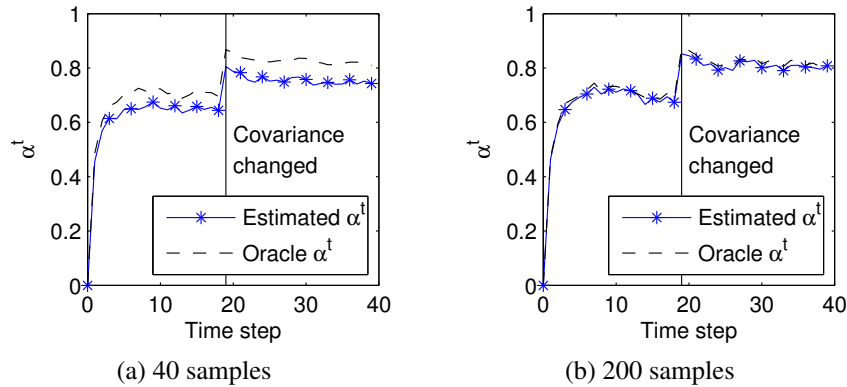 1
0.8
0.6
0.4
0.2
0
α^t
Covariance
changed
Estimated α^t
Oracle α^t
0 10 20 30 40
Time step
(a) 40 samples
1
0.8
0.6
0.4
0.2
0
α^t
Covariance
changed
Estimated α^t
Oracle α^t
0 10 20 30 40
Time step
(b) 200 samples